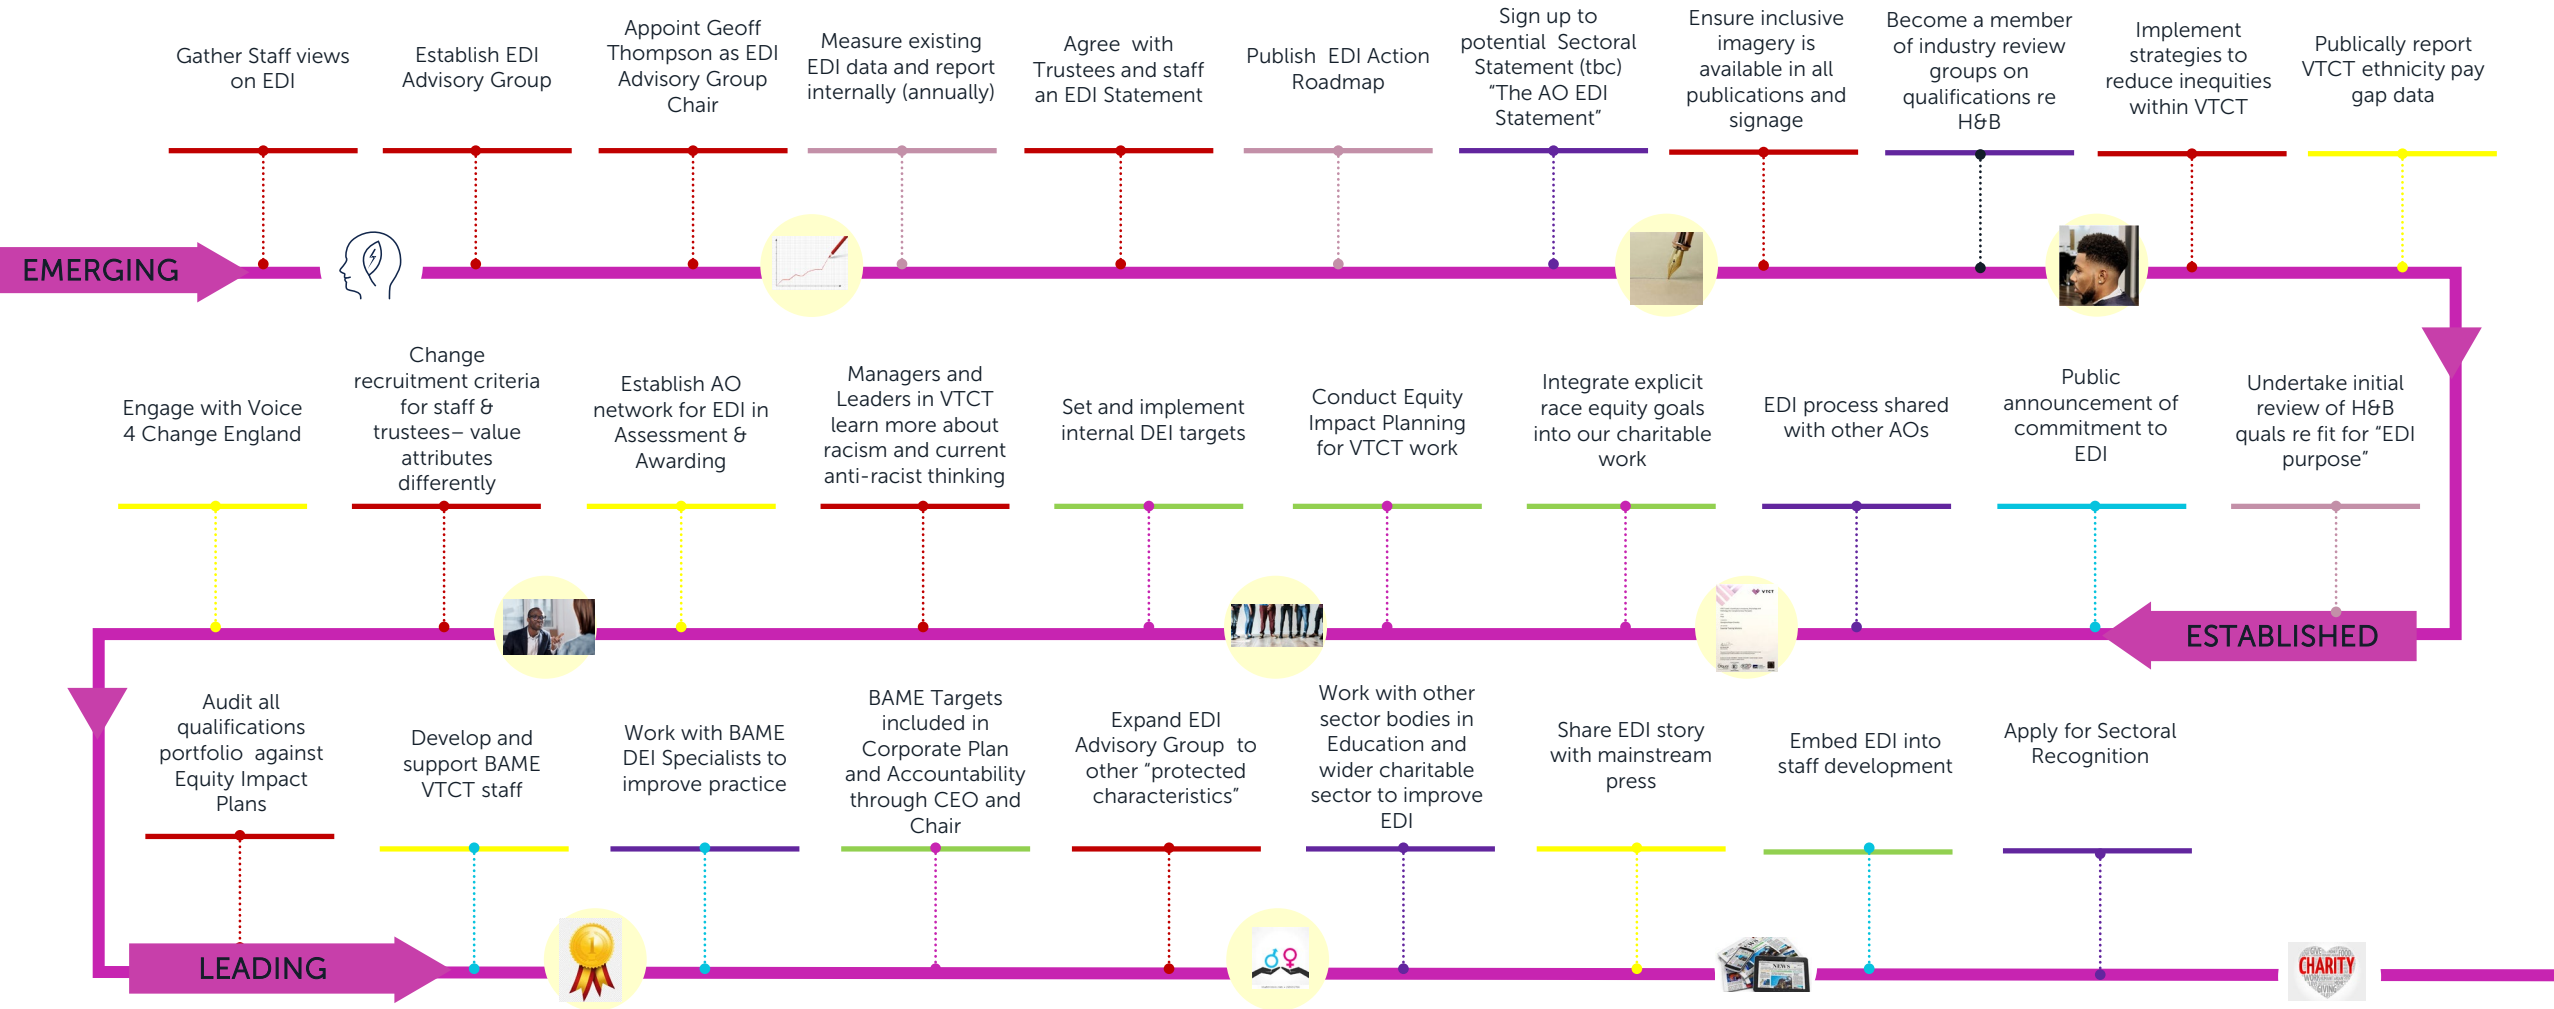 Gather Staff views
on EDI
Establish EDI
Advisory Group
Appoint Geoff
Thompson as EDI
Advisory Group
Chair
Measure existing
EDI data and report
internally (annually)
Agree with
Trustees and staff
an EDI Statement
Publish EDI Action
Roadmap
Sign up to
potential Sectoral
Statement (tbc)
“The AO EDI
Statement”
Ensure inclusive
imagery is
available in all
publications and
signage
Become a member
of industry review
groups on
qualifications re
H&B
Implement
strategies to
reduce inequities
within VTCT
Publically report
VTCT ethnicity pay
gap data
EMERGING
Undertake initial
review of H&B
quals re fit for “EDI
purpose”
Public
announcement of
commitment to
EDI
EDI process shared
with other AOs
Integrate explicit
race equity goals
into our charitable
work
Conduct Equity
Impact Planning
for VTCT work
Set and implement
internal DEI targets
Managers and
Leaders in VTCT
learn more about
racism and current
anti-racist thinking
Establish AO
network for EDI in
Assessment &
Awarding
Change
recruitment criteria
for staff &
trustees– value
attributes
differently
Engage with Voice
4 Change England
ESTABLISHED
VTCT
Audit all
qualifications
portfolio against
Equity Impact
Plans
Develop and
support BAME
VTCT staff
Work with BAME
DEI Specialists to
improve practice
BAME Targets
included in
Corporate Plan
and Accountability
through CEO and
Chair
Expand EDI
Advisory Group to
other “protected
characteristics”
Work with other
sector bodies in
Education and
wider charitable
sector to improve
EDI
Share EDI story
with mainstream
press
Embed EDI into
staff development
Apply for Sectoral
Recognition
LEADING
1
NEWS
CHARITY
GIVING